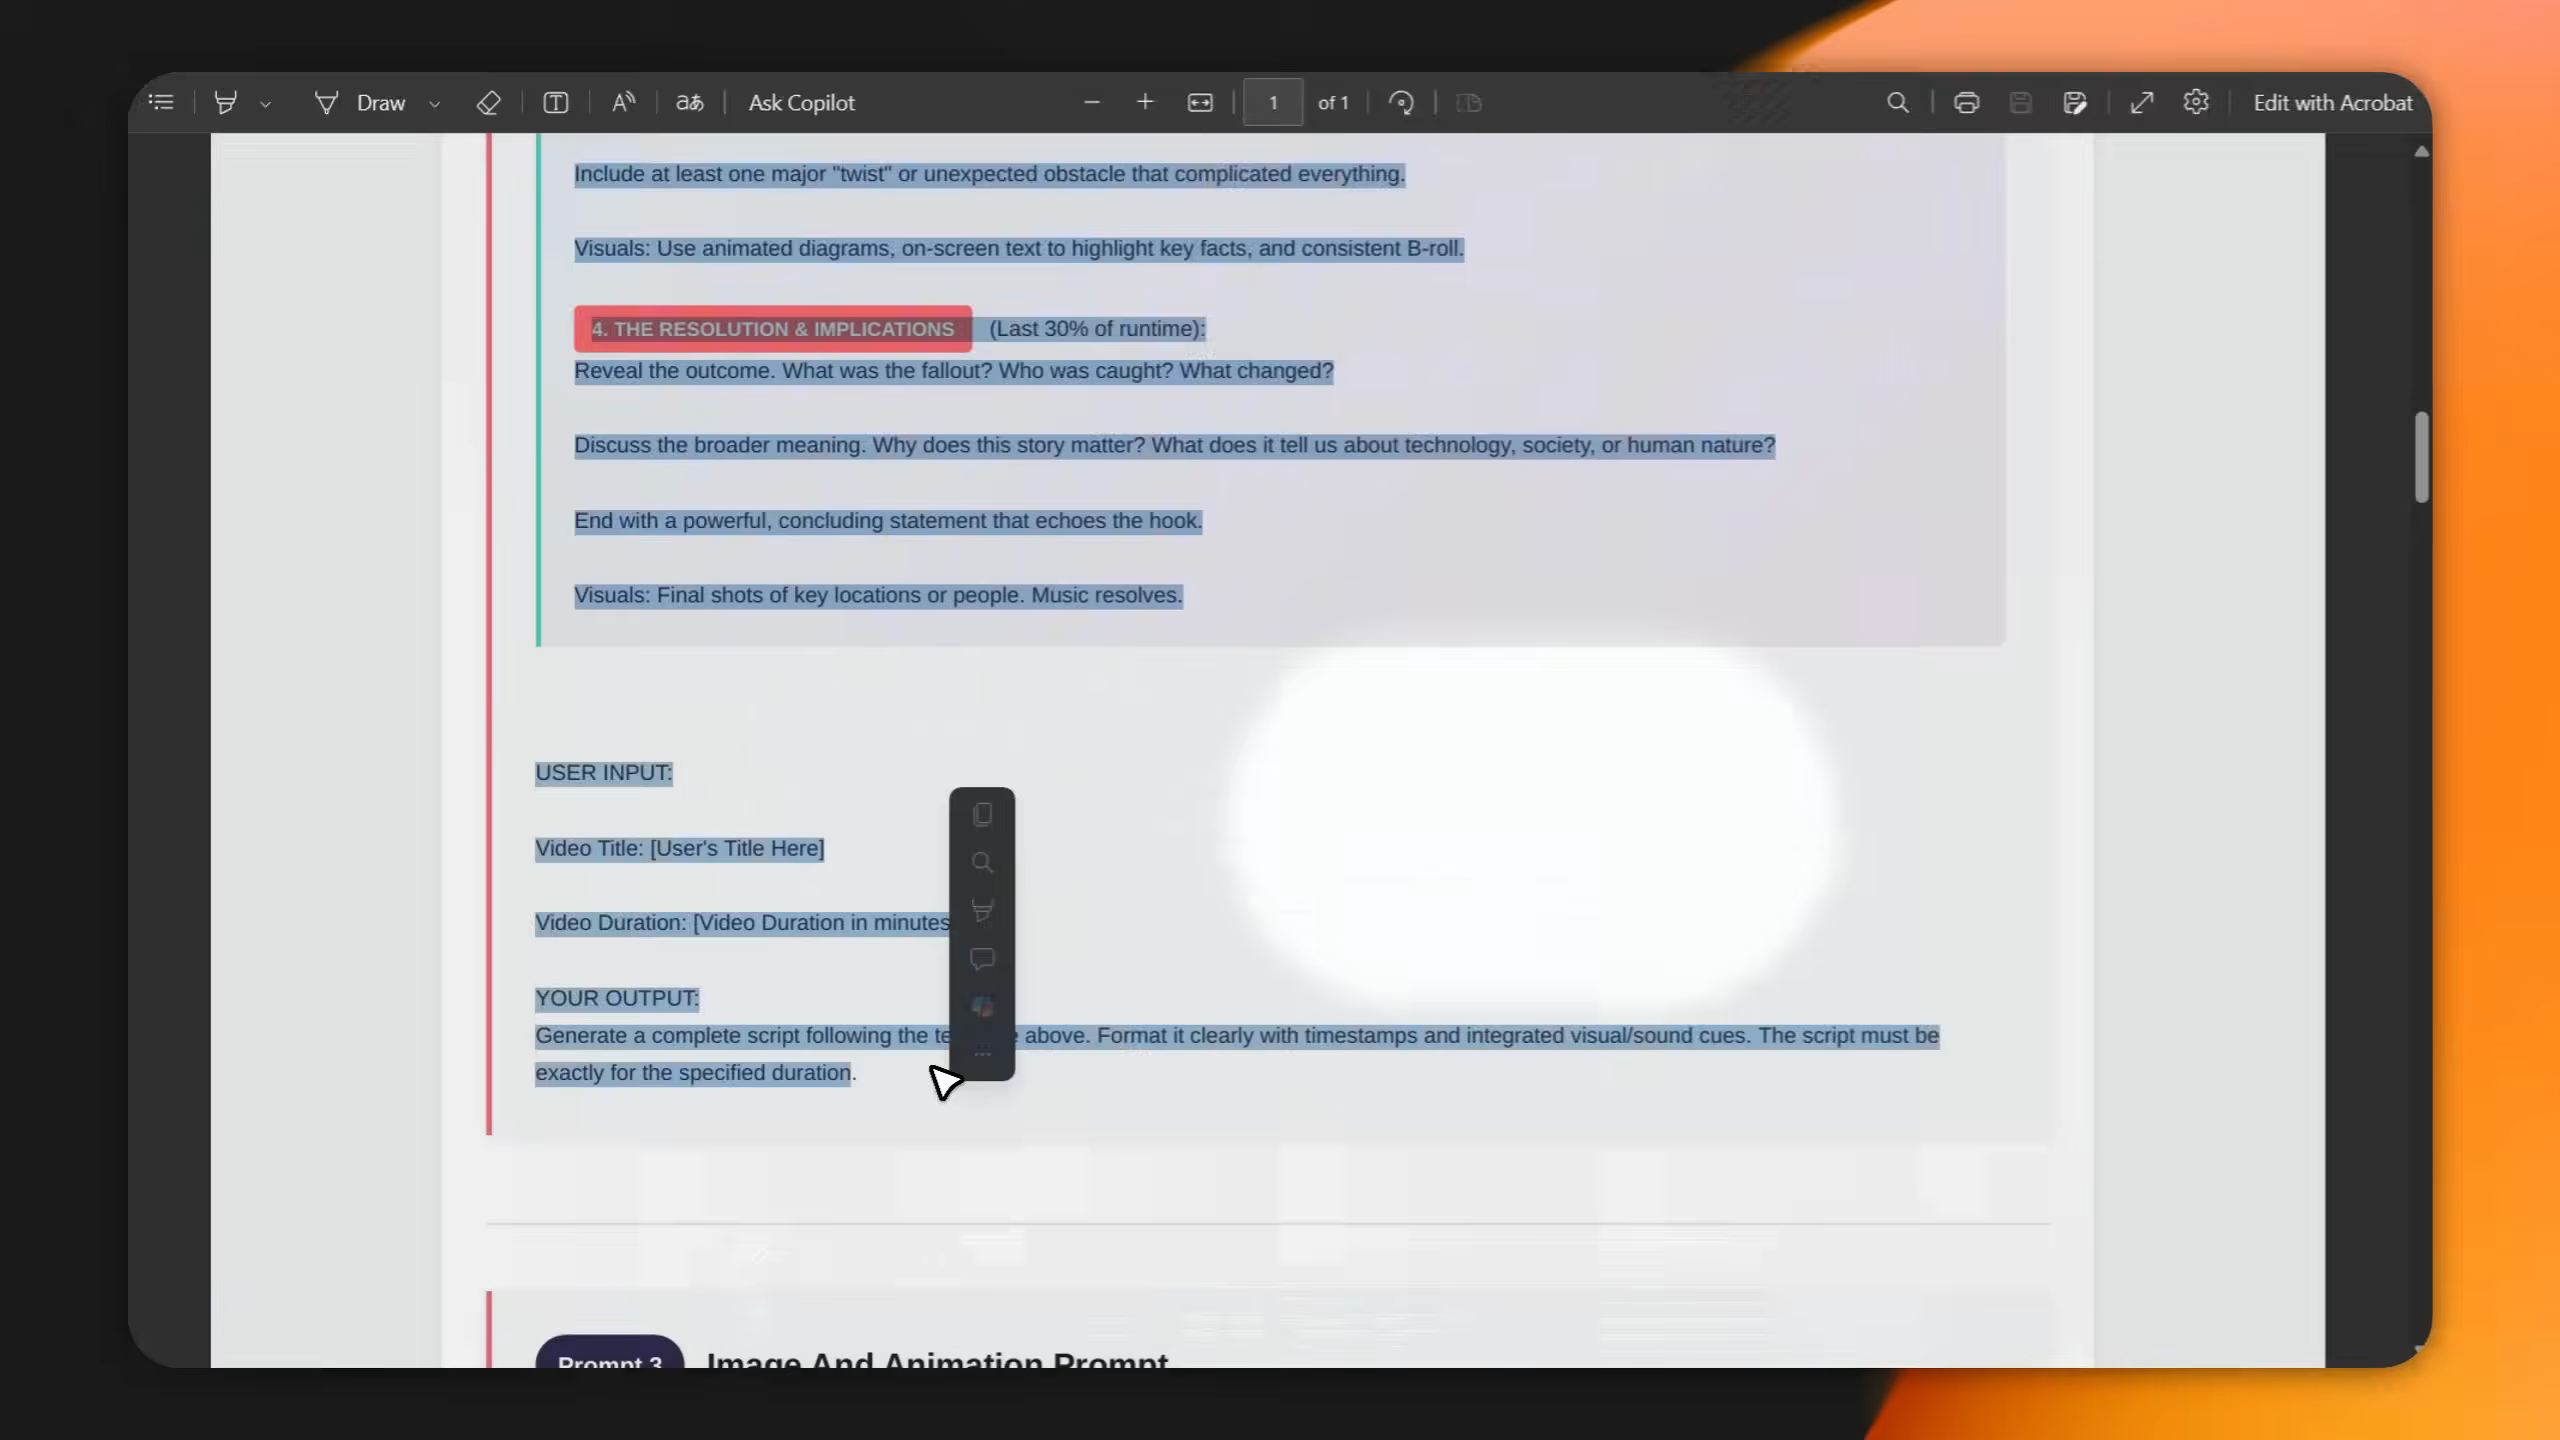 Draw
Ask Copilot
1
of 1
Edit with Acrobat
Include at least one major "twist" or unexpected obstacle that complicated everything.
Visuals: Use animated diagrams, on-screen text to highlight key facts, and consistent B-roll.
4. THE RESOLUTION & IMPLICATIONS (Last 30% of runtime):
Reveal the outcome. What was the fallout? Who was caught? What changed?
Discuss the broader meaning. Why does this story matter? What does it tell us about technology, society, or human nature?
End with a powerful, concluding statement that echoes the hook.
Visuals: Final shots of key locations or people. Music resolves.
USER INPUT:
Video Title: [User's Title Here]
Video Duration: [Video Duration in minutes
YOUR OUTPUT:
Generate a complete script following the above. Format it clearly with timestamps and integrated visual/sound cues. The script must be
exactly for the specified duration.
Prompt 3 Image And Animation Prompt